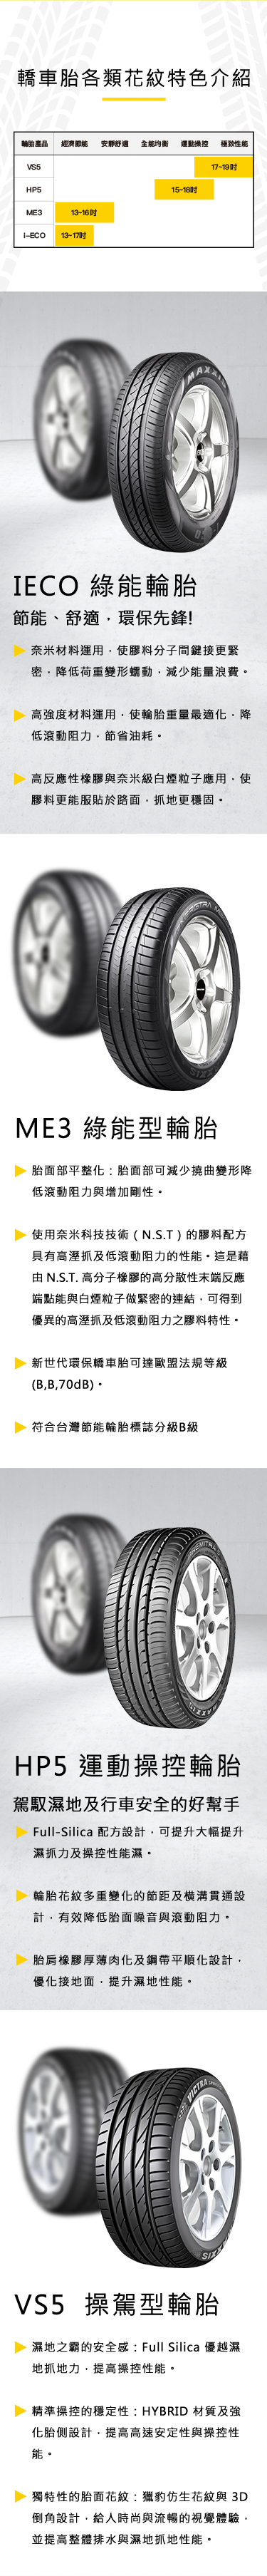 轎車胎各類花紋特色介紹
輪胎產品 經濟節能 安靜舒適 全能均衡 運動操控 極致性能
VS5 17-19吋
HP5 15-18吋
ME3 13-16吋
i-ECO 13-17吋
MAXXIS
IECO 綠能輪胎
節能、舒適，環保先鋒!
奈米材料運用，使膠料分子間鍵接更緊
密，降低荷重變形蠕動，減少能量浪費。
高強度材料運用，使輪胎重量最適化，降
低滾動阻力，節省油耗。
高反應性橡膠與奈米級白煙粒子應用，使
膠料更能服貼於路面，抓地更穩固。
ME3 綠能型輪胎
胎面部平整化：胎面部可減少撓曲變形降
低滾動阻力與增加剛性。
使用奈米科技技術（N.S.T）的膠料配方
具有高溼抓及低滾動阻力的性能。這是藉
由 N.S.T. 高分子橡膠的高分散性末端反應
端點能與白煙粒子做緊密的連結，可得到
優異的高溼抓及低滾動阻力之膠料特性。
新世代環保轎車胎可達歐盟法規等級
(B,B,70dB)。
符合台灣節能輪胎標誌分級B級
HP5 運動操控輪胎
駕馭濕地及行車安全的好幫手
Full-Silica 配方設計，可提升大幅提升
濕抓力及操控性能濕。
輪胎花紋多重變化的節距及橫溝貫通設
計，有效降低胎面噪音與滾動阻力。
胎肩橡膠厚薄肉化及鋼帶平順化設計，
優化接地面，提升濕地性能。
VICTRA
VS5 操駕型輪胎
濕地之霸的安全感：Full Silica 優越濕
地抓地力，提高操控性能。
精準操控的穩定性：HYBRID 材質及強
化胎側設計，提高高速安定性與操控性
能。
獨特性的胎面花紋：獵豹仿生花紋與 3D
倒角設計，給人時尚與流暢的視覺體驗，
並提高整體排水與濕地抓地性能。